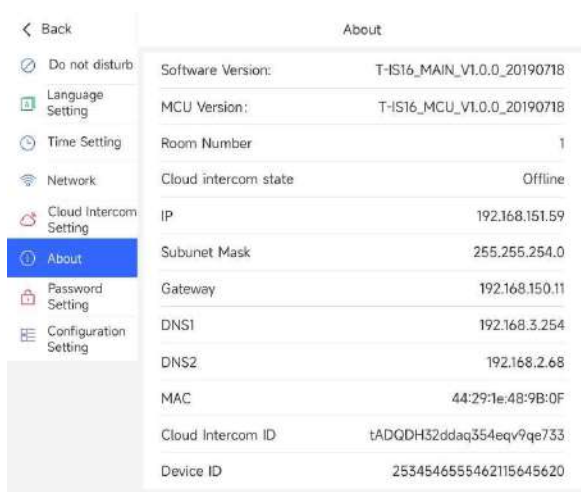 Back
About
Do not disturb
Language
Setting
Time Setting
Network
Cloud Intercom
Setting
About
Password
Setting
Configuration
Setting
Software Version: T-IS16_MAIN_V1.0.0_20190718
MCU Version: T-IS16_MCU_V1.0.0_20190718
Room Number 1
Cloud intercom state Offline
IP 192.168.151.59
Subunet Mask 255.255.254.0
Gateway 192.168.150.11
DNS1 192.168.3.254
DNS2 192.168.2.68
MAC 44:29:1e:48:9B:0F
Cloud Intercom ID tADQDH32ddaq354eqv9qe733
Device ID 2534546555462115645620